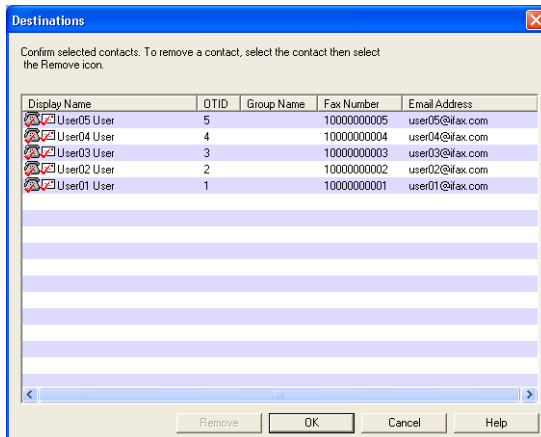 Destinations
Confirm selected contacts. To remove a contact, select the contact then select
the Remove icon.
Display Name OTID Group Name Fax Number Email Address
User05 User 5 10000000005 user05@ifax.com
User04 User 4 10000000004 user04@ifax.com
User03 User 3 10000000003 user03@ifax.com
User02 User 2 10000000002 user02@ifax.com
User01 User 1 10000000001 user01@ifax.com
Remove OK Cancel Help